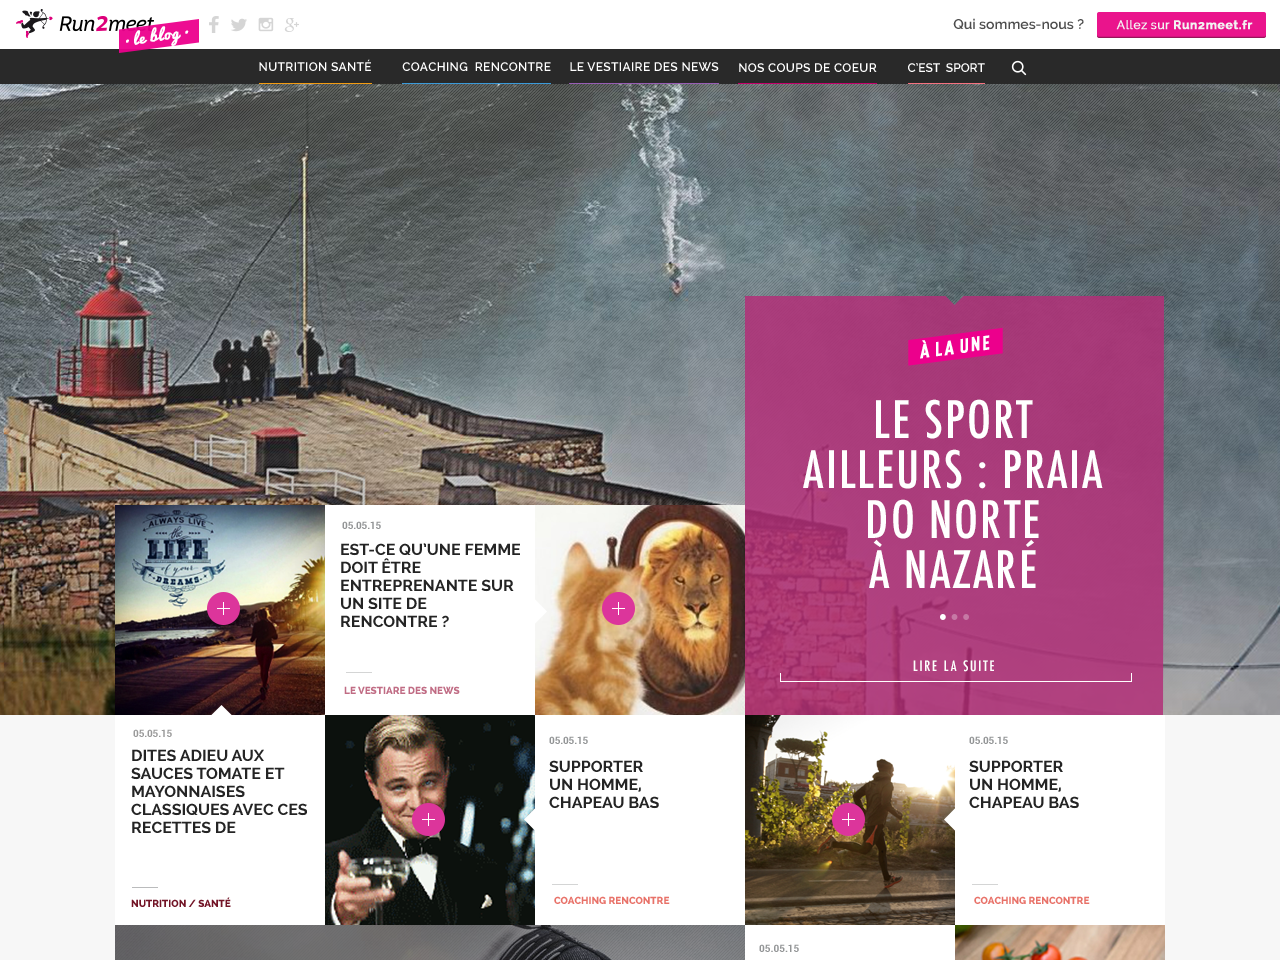 Run2meet
• le blog •
Qui sommes-nous ?
Allez sur Run2meet.fr
NUTRITION SANTÉ
COACHING RENCONTRE
LE VESTIAIRE DES NEWS
NOS COUPS DE COEUR
C'EST SPORT
À LA UNE
LE SPORT
AILLEURS : PRAIA
DO NORTE
À NAZARÉ
LIRE LA SUITE
ALWAYS LIVE
the
LIFE
of your
DREAMS
05.05.15
EST-CE QU'UNE FEMME
DOIT ÊTRE
ENTREPRENANTE SUR
UN SITE DE
RENCONTRE ?
LE VESTIARE DES NEWS
05.05.15
DITES ADIEU AUX
SAUCES TOMATE ET
MAYONNAISES
CLASSIQUES AVEC CES
RECETTES DE
NUTRITION / SANTÉ
05.05.15
SUPPORTER
UN HOMME,
CHAPEAU BAS
COACHING RENCONTRE
05.05.15
SUPPORTER
UN HOMME,
CHAPEAU BAS
COACHING RENCONTRE
05.05.15